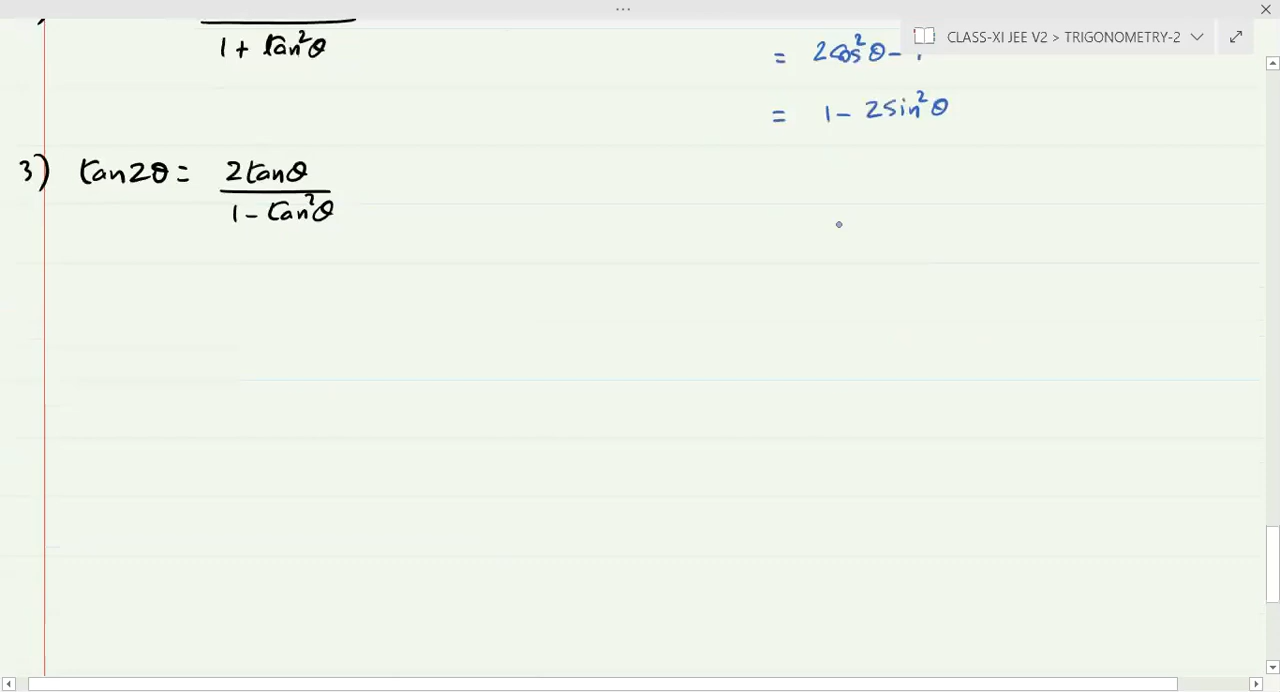 ...
CLASS-XI JEE V2 > TRIGONOMETRY-2
1 + tan²θ
= 2cos²θ -
= 1 - 2sin²θ
3) tan2θ = 2tanθ
1 - tan²θ